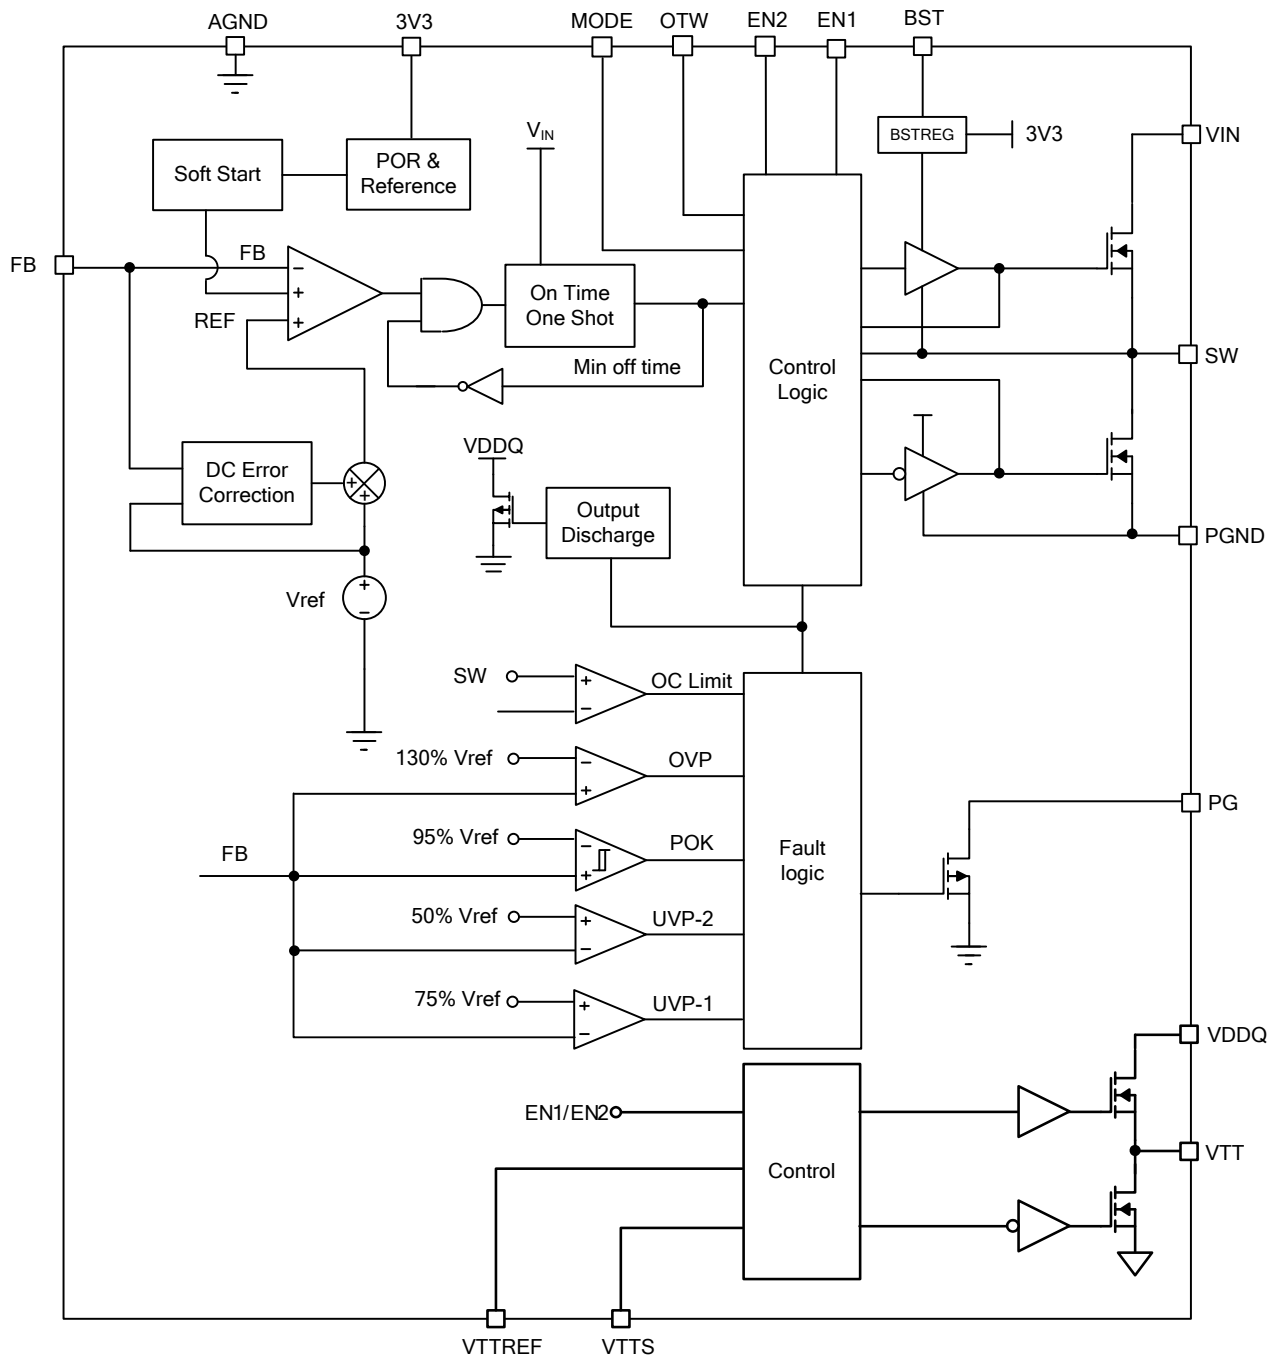 AGND
3V3
MODE
OTW
EN2
EN1
BST
VIN
BSTREG
3V3
Soft Start
POR &
Reference
VIN
FB
FB
−
+
+
REF
On Time
One Shot
Min off time
Control
Logic
SW
VDDQ
DC Error
Correction
+
+
Output
Discharge
PGND
Vref
+
−
SW
+
−
OC Limit
130% Vref
−
+
OVP
PG
95% Vref
−
+
POK
FB
Fault
logic
50% Vref
+
−
UVP-2
75% Vref
+
−
UVP-1
VDDQ
EN1/EN2
Control
VTT
VTTREF
VTTS